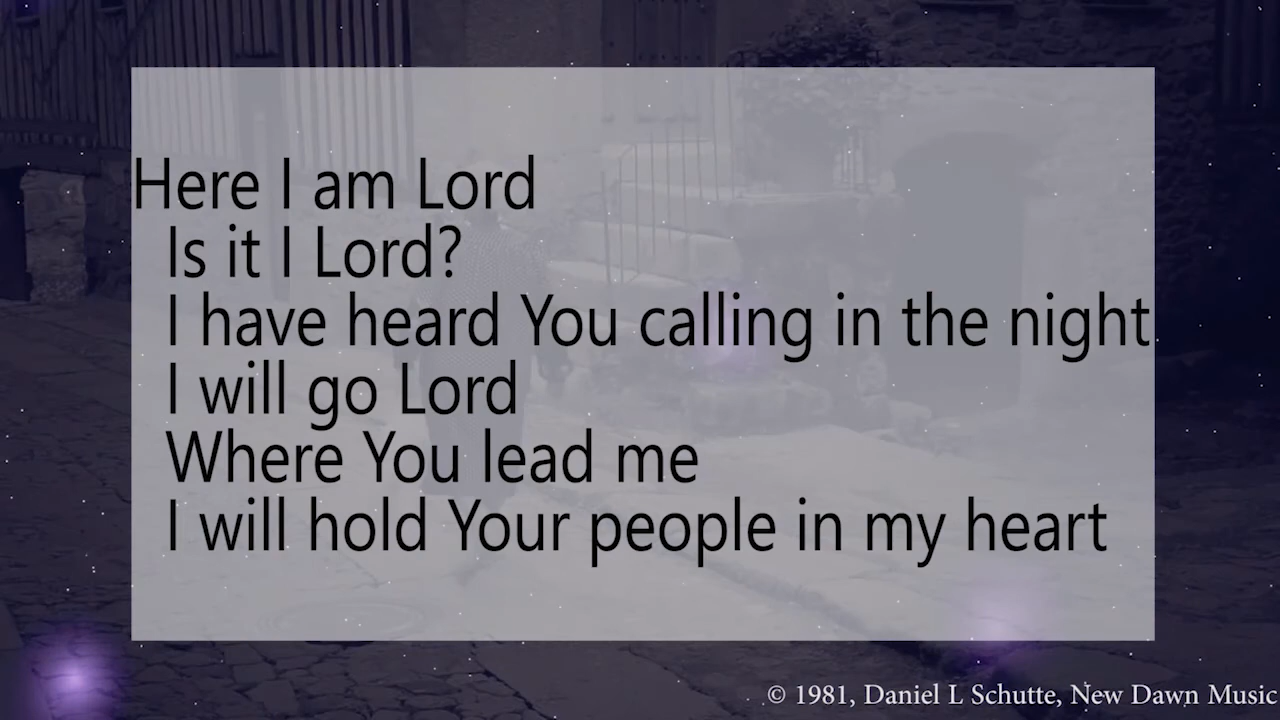 Here I am Lord
Is it I Lord?
I have heard You calling in the night
I will go Lord
Where You lead me
I will hold Your people in my heart
© 1981, Daniel L Schutte, New Dawn Music